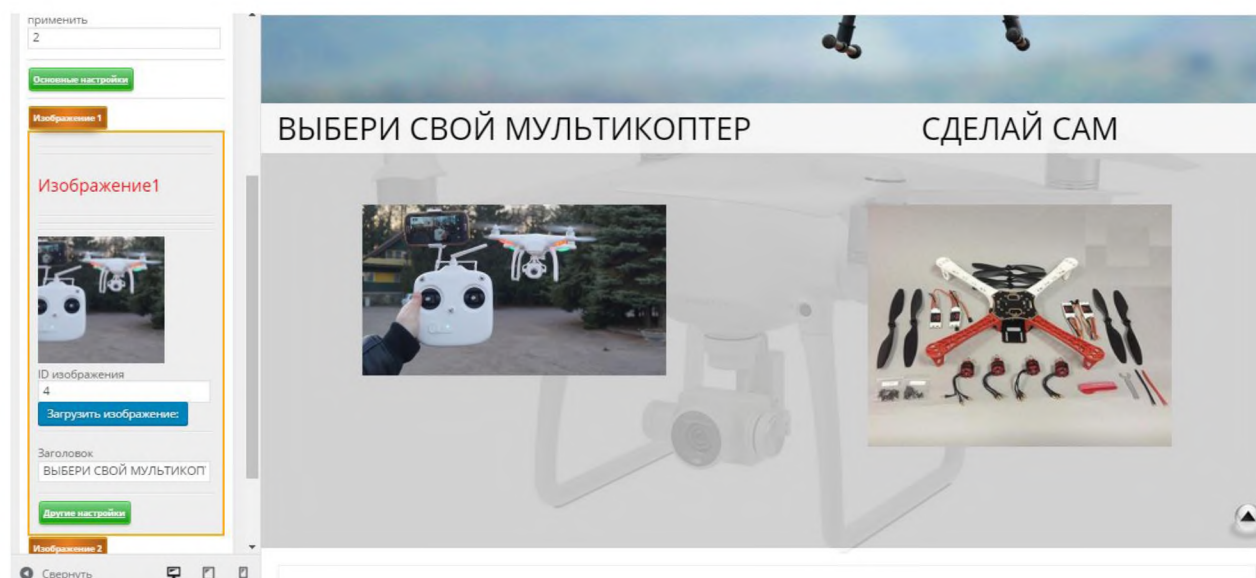 применить
2
Основные настройки
Изображение 1
Изображение1
ID изображения
4
Загрузить изображение:
Заголовок
ВЫБЕРИ СВОЙ МУЛЬТИКОПТ
Другие настройки
Изображение 2
Свернуть
ВЫБЕРИ СВОЙ МУЛЬТИКОПТЕР
СДЕЛАЙ САМ